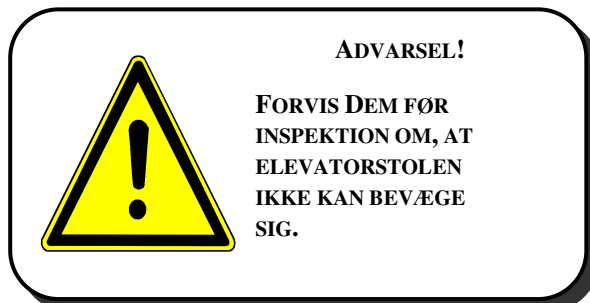 ADVARSEL!
FORVIS DEM FØR
INSPEKTION OM, AT
ELEVATORSTOLEN
IKKE KAN BEVÆGE
SIG.